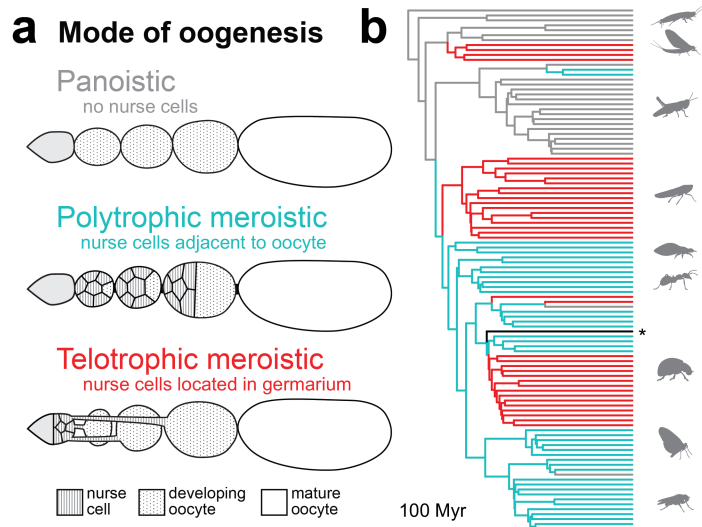 a Mode of oogenesis
Panoistic
no nurse cells
Polytrophic meroistic
nurse cells adjacent to oocyte
Telotrophic meroistic
nurse cells located in germarium
nurse
cell
developing
oocyte
mature
oocyte
b
*
100 Myr